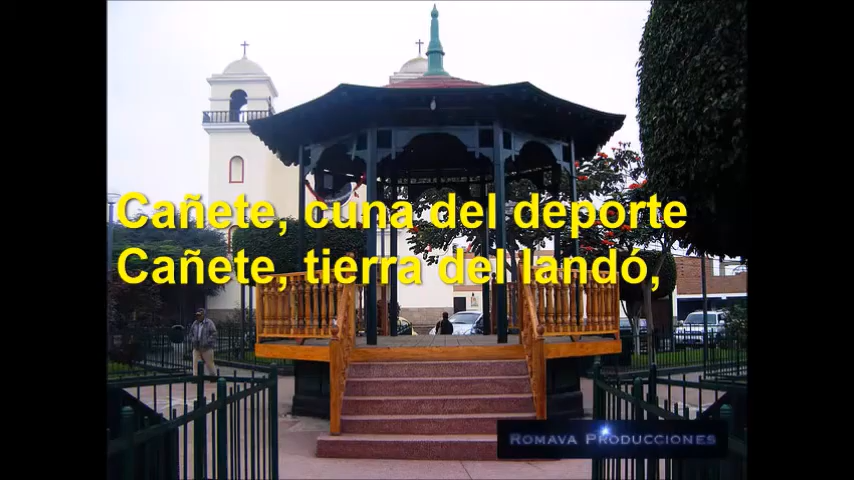 Cañete, cuna del deporte
Cañete, tierra del landó,
ROMAVA PRODUCCIONES